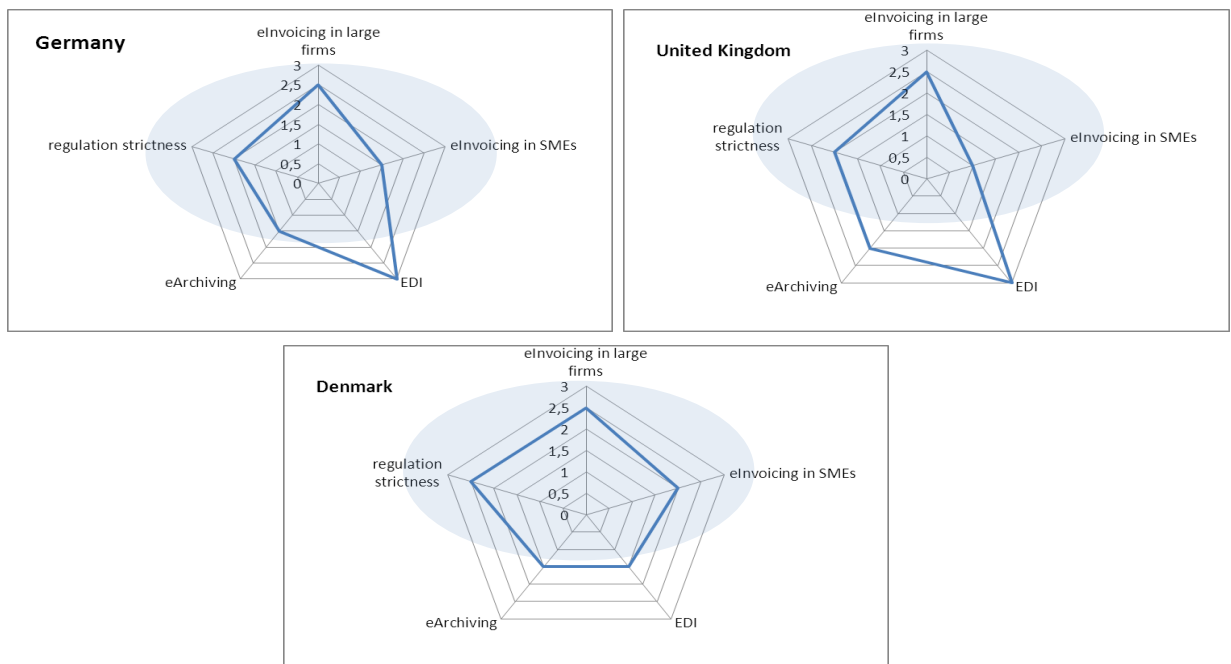 Germany
eInvoicing in large
firms
3
2,5
2
1,5
1
0,5
0
regulation strictness
eInvoicing in SMEs
eArchiving
EDI
United Kingdom
eInvoicing in large
firms
3
2,5
2
1,5
1
0,5
0
regulation
strictness
eInvoicing in SMEs
eArchiving
EDI
Denmark
eInvoicing in large
firms
3
2,5
2
1,5
1
0,5
0
regulation
strictness
eInvoicing in SMEs
eArchiving
EDI